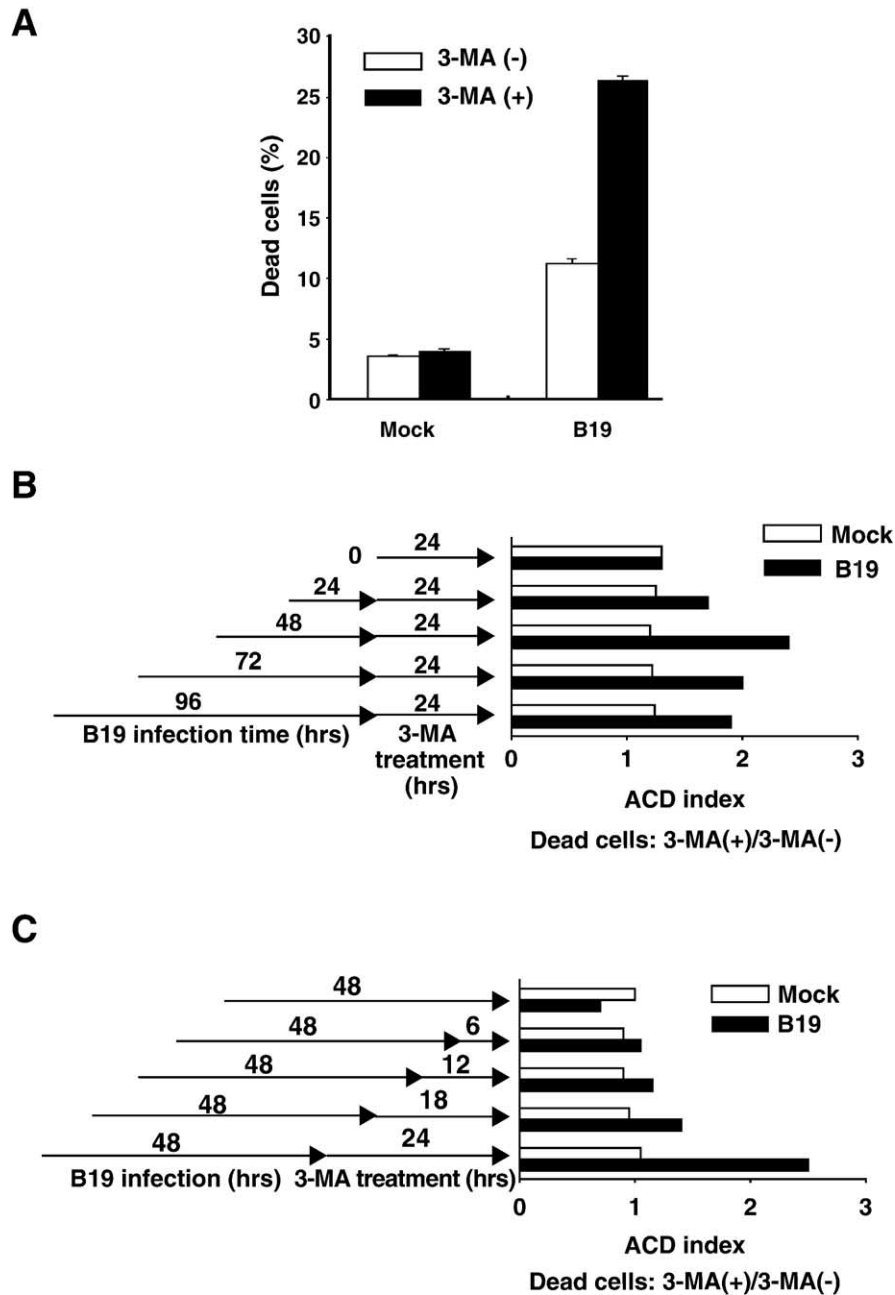 A
30
25
20
15
10
5
0
Dead cells (%)
3-MA (-)
3-MA (+)
Mock
B19
B
0
24
24
24
48
24
72
24
96
24
B19 infection time (hrs)
3-MA
treatment
(hrs)
Mock
B19
0
1
2
3
ACD index
Dead cells: 3-MA(+)/3-MA(-)
C
48
48
6
48
12
48
18
48
24
B19 infection (hrs)
3-MA treatment (hrs)
Mock
B19
0
1
2
3
ACD index
Dead cells: 3-MA(+)/3-MA(-)